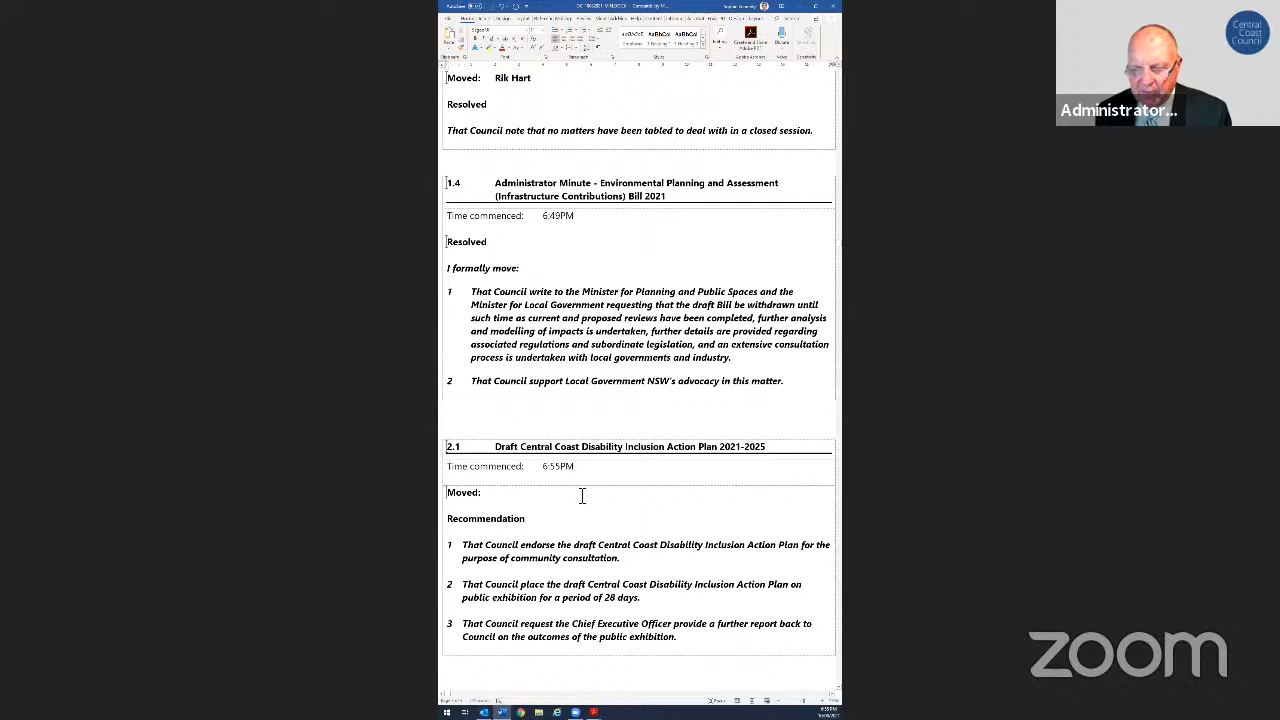 Moved: Rik Hart
Resolved
That Council note that no matters have been tabled to deal with in a closed session.
1.4 Administrator Minute - Environmental Planning and Assessment
(Infrastructure Contributions) Bill 2021
Time commenced: 6:49PM
Resolved
I formally move:
1 That Council write to the Minister for Planning and Public Spaces and the
Minister for Local Government requesting that the draft Bill be withdrawn until
such time as current and proposed reviews have been completed, further analysis
and modelling of impacts is undertaken, further details are provided regarding
associated regulations and subordinate legislation, and an extensive consultation
process is undertaken with local governments and industry.
2 That Council support Local Government NSW's advocacy in this matter.
2.1 Draft Central Coast Disability Inclusion Action Plan 2021-2025
Time commenced: 6:55PM
Moved:
Recommendation
1 That Council endorse the draft Central Coast Disability Inclusion Action Plan for the
purpose of community consultation.
2 That Council place the draft Central Coast Disability Inclusion Action Plan on
public exhibition for a period of 28 days.
3 That Council request the Chief Executive Officer provide a further report back to
Council on the outcomes of the public exhibition.
Central
Coast
Council
Administrator...
zoom